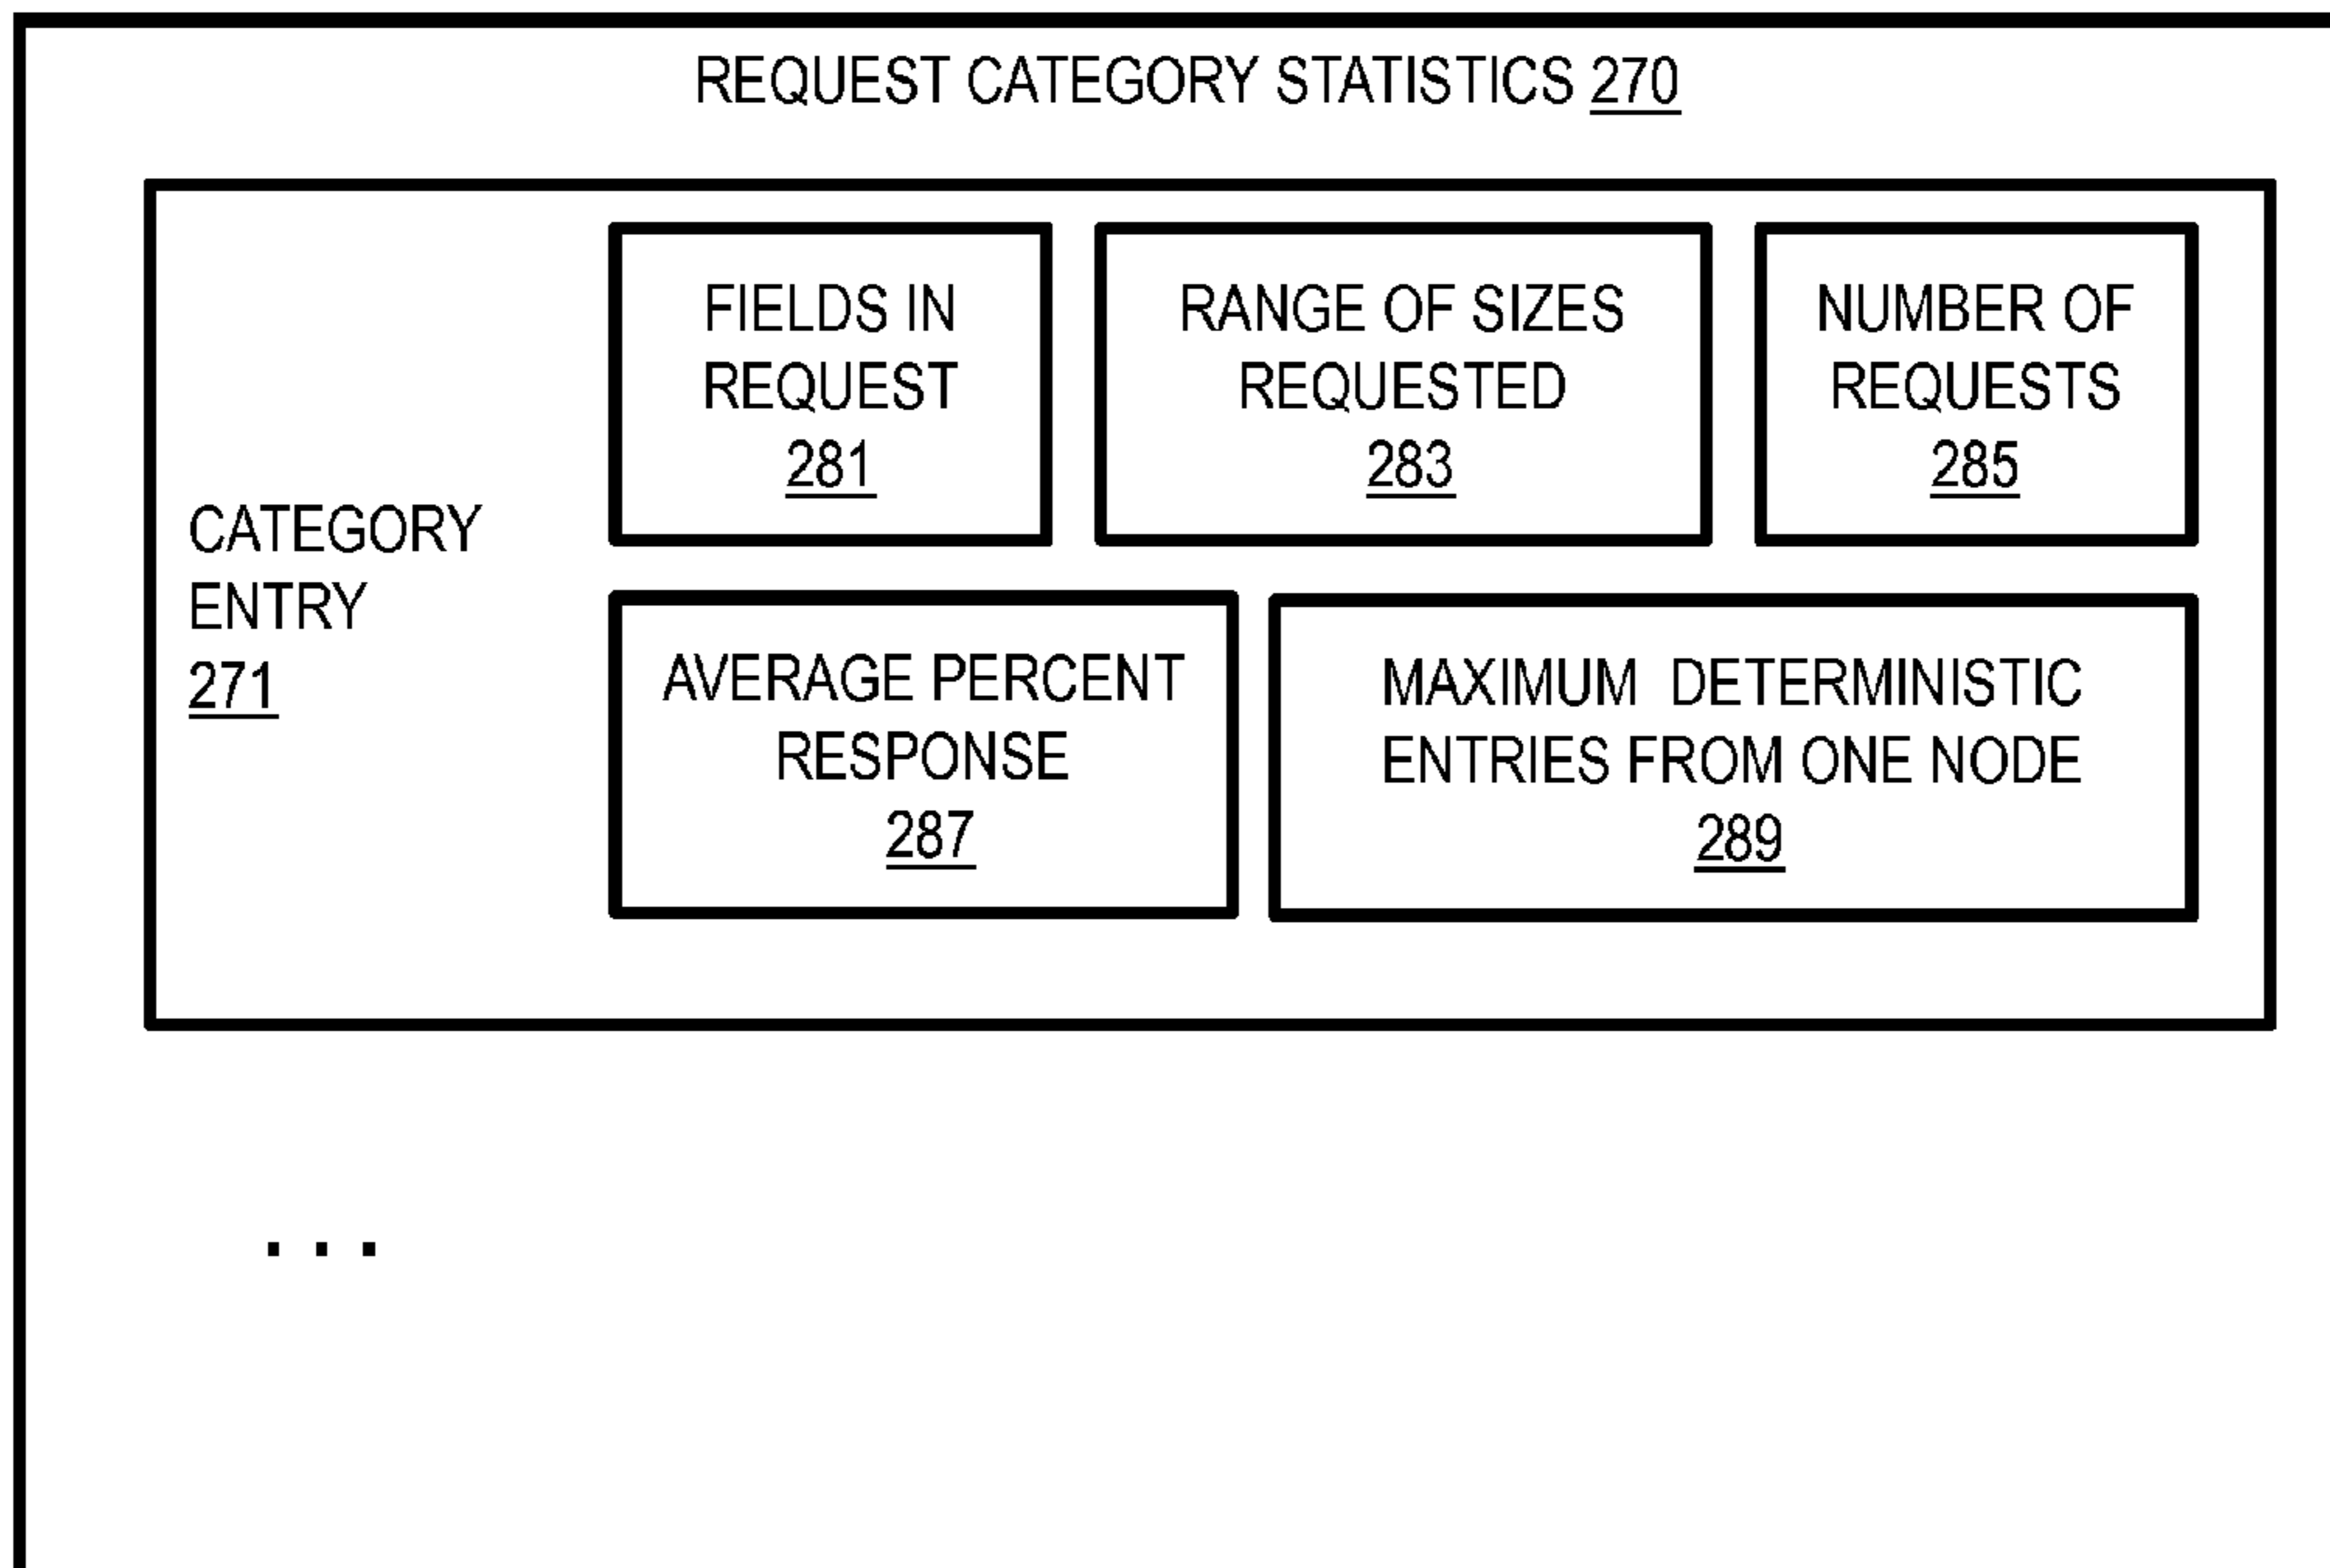 REQUEST CATEGORY STATISTICS 270
FIELDS IN
REQUEST
281
RANGE OF SIZES
REQUESTED
283
NUMBER OF
REQUESTS
285
CATEGORY
ENTRY
271
AVERAGE PERCENT
RESPONSE
287
MAXIMUM DETERMINISTIC
ENTRIES FROM ONE NODE
289
...